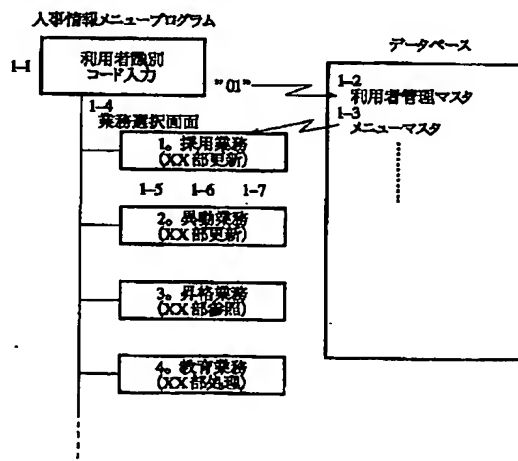 人事情報メニュープログラム
データベース
1-1
利用者識別
コード入力
"01"
1-2
利用者管理マスタ
1-3
メニューマスタ
1-4
業務選択画面
1。採用業務
(XX部更新)
1-5 1-6 1-7
2。異動業務
(XX部更新)
3。昇格業務
(XX部参照)
4。教育業務
(XX部処理)